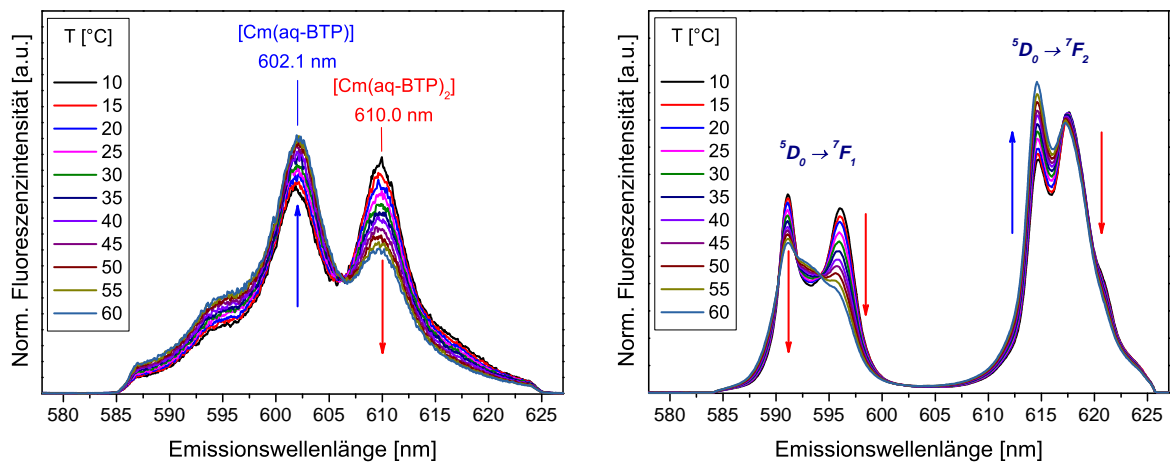 Norm. Fluoreszenzintensität [a.u.]
T [°C]
10
15
20
25
30
35
40
45
50
55
60
[Cm(aq-BTP)]
602.1 nm
[Cm(aq-BTP)₂]
610.0 nm
580 585 590 595 600 605 610 615 620 625
Emissionswellenlänge [nm]
Norm. Fluoreszenzintensität [a.u.]
T [°C]
10
15
20
25
30
35
40
45
50
55
60
⁵D₀ → ⁷F₁
⁵D₀ → ⁷F₂
580 585 590 595 600 605 610 615 620 625
Emissionswellenlänge [nm]